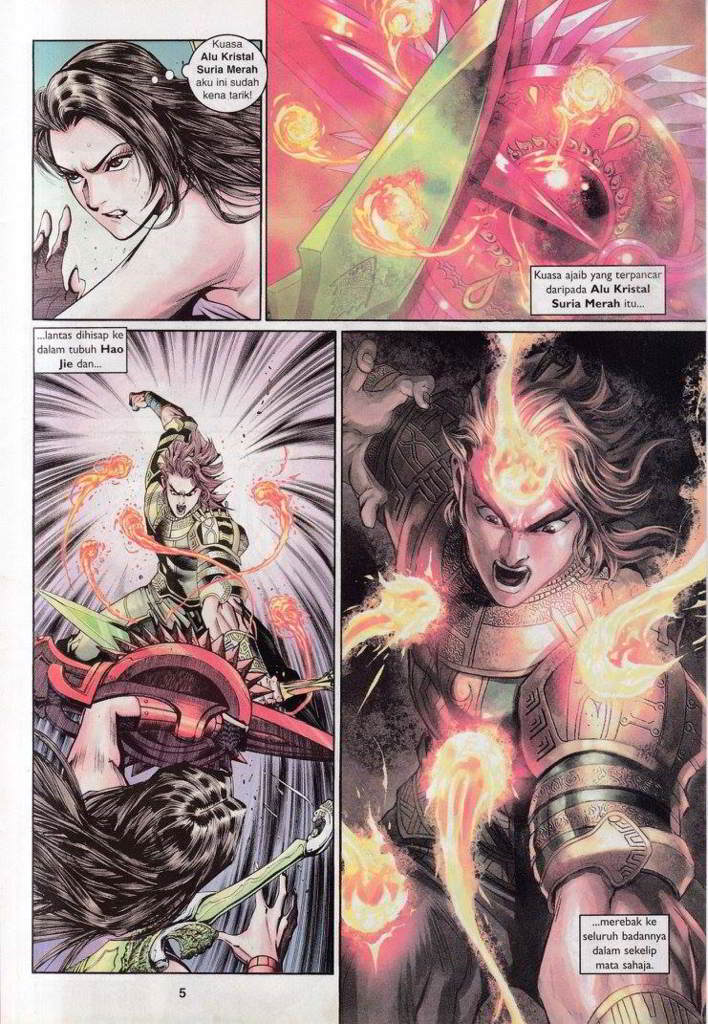 Kuasa
Alu Kristal
Suria Merah
aku ini sudah
kena tarik!
Kuasa ajaib yang terpancar
daripada Alu Kristal
Suria Merah itu...
...lantas dihisap ke
dalam tubuh Hao
Jie dan...
...merebak ke
seluruh badannya
dalam sekelip
mata sahaja.
5